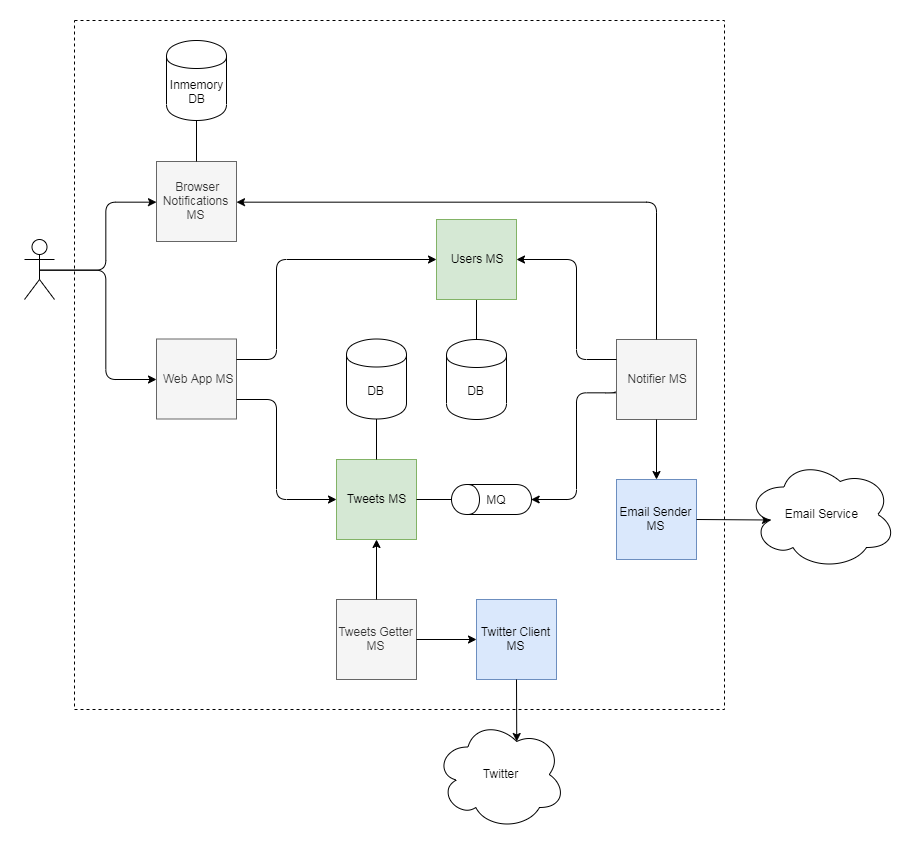 Inmemory
DB
Browser
Notifications
MS
Users MS
Web App MS
DB
DB
Notifier MS
Tweets MS
MQ
Email Sender
MS
Email Service
Tweets Getter
MS
Twitter Client
MS
Twitter